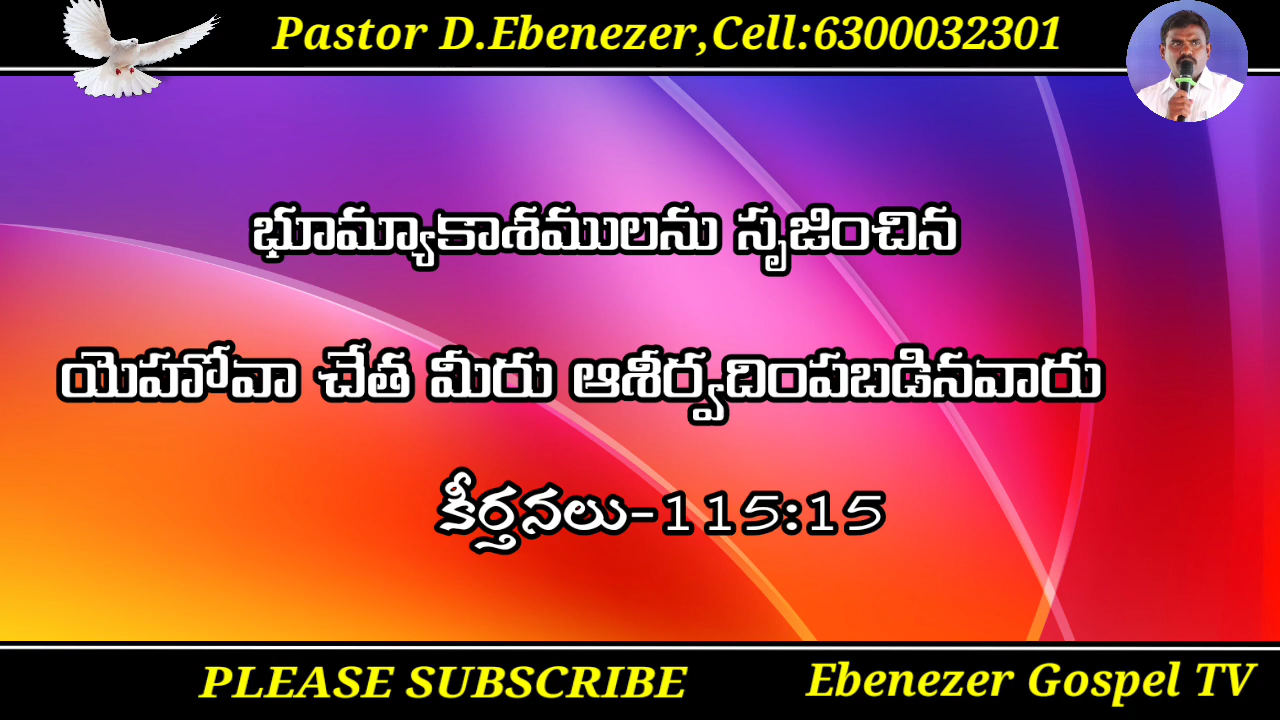 Pastor D.Ebenezer,Cell:6300032301
భూమ్యాకాశములను సృజించిన
యెహోవా చేత మీరు ఆశీర్వదింపబడినవారు
కీర్తనలు-115:15
PLEASE SUBSCRIBE
Ebenezer Gospel TV